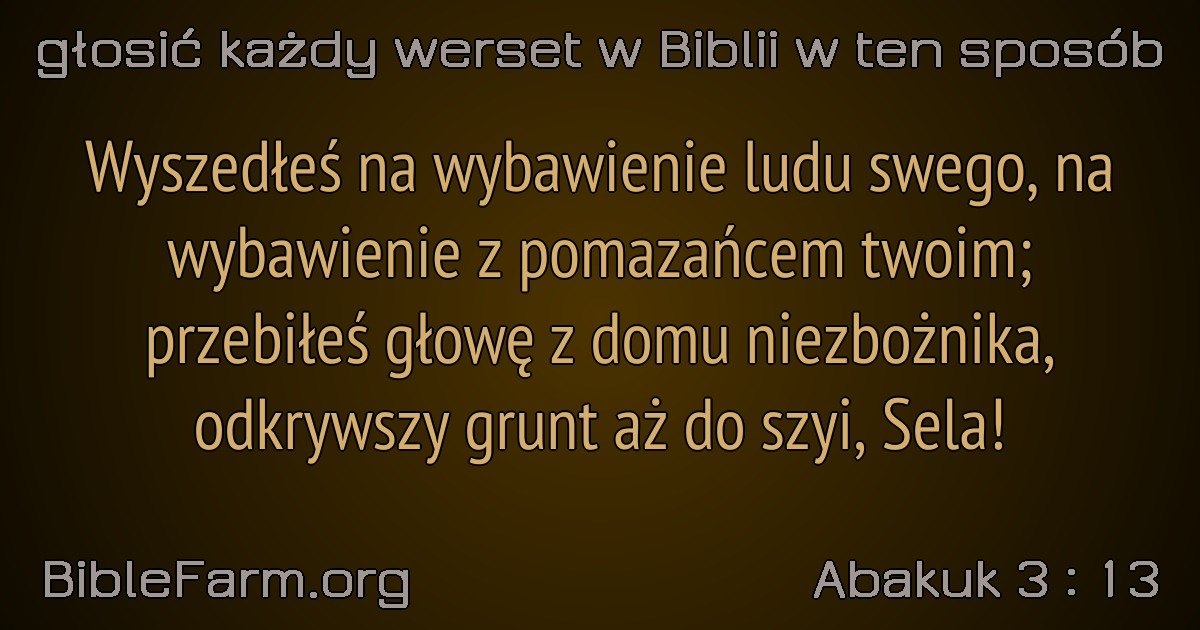 głosić każdy werset w Biblii w ten sposób
Wyszedłeś na wybawienie ludu swego, na
wybawienie z pomazańcem twoim;
przebiłeś głowę z domu niezbożnika,
odkrywszy grunt aż do szyi, Sela!
BibleFarm.org
Abakuk 3 : 13